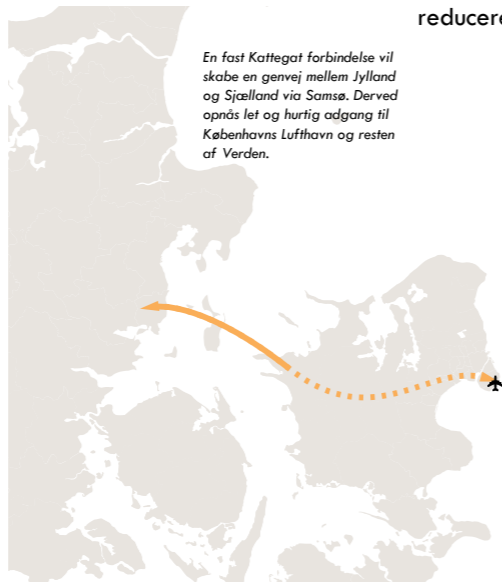 reducere
En fast Kattegat forbindelse vil
skabe en genvej mellem Jylland
og Sjælland via Samsø. Derved
opnås let og hurtig adgang til
Københavns Lufthavn og resten
af Verden.